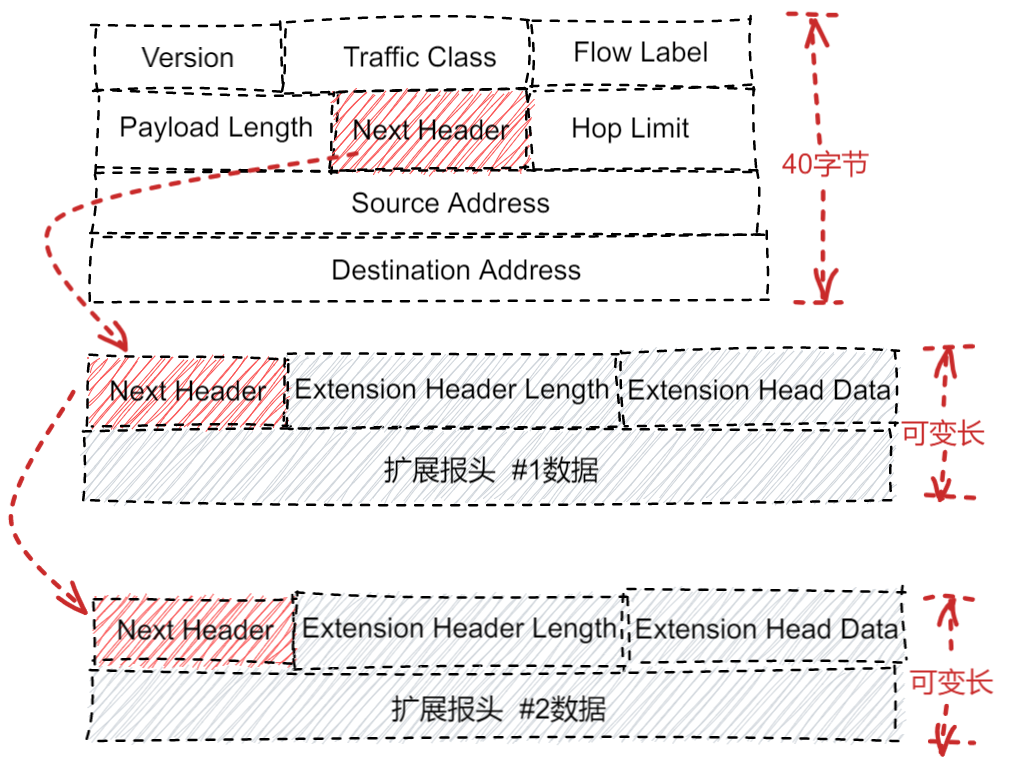 Version Traffic Class Flow Label
Payload Length Next Header Hop Limit
40字节
Source Address
Destination Address
Next Header Extension Header Length Extension Head Data
可变长
扩展报头 #1数据
Next Header Extension Header Length Extension Head Data
可变长
扩展报头 #2数据